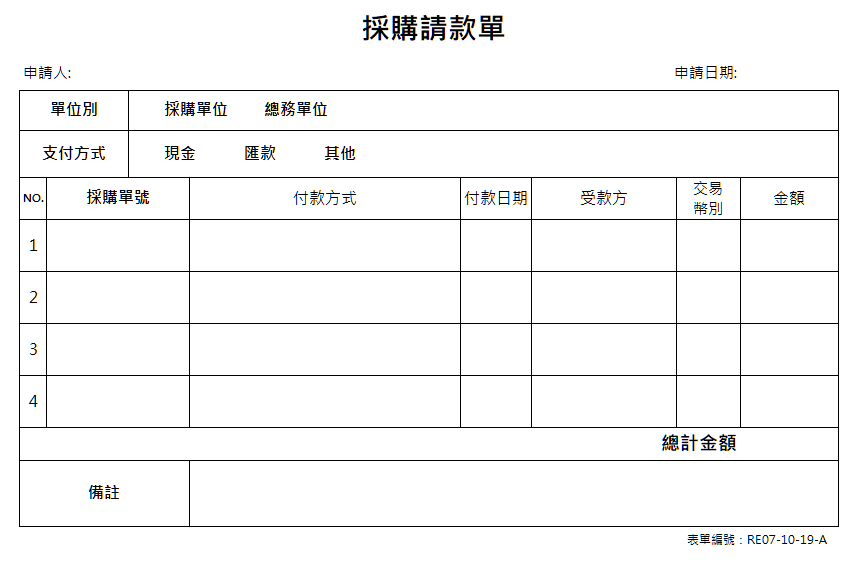 採購請款單
申請人:
申請日期:
單位別 採購單位 總務單位
支付方式 現金 匯款 其他
NO. 採購單號 付款方式 付款日期 受款方 交易 金額
幣別
1
2
3
4
總計金額
備註
表單編號：RE07-10-19-A